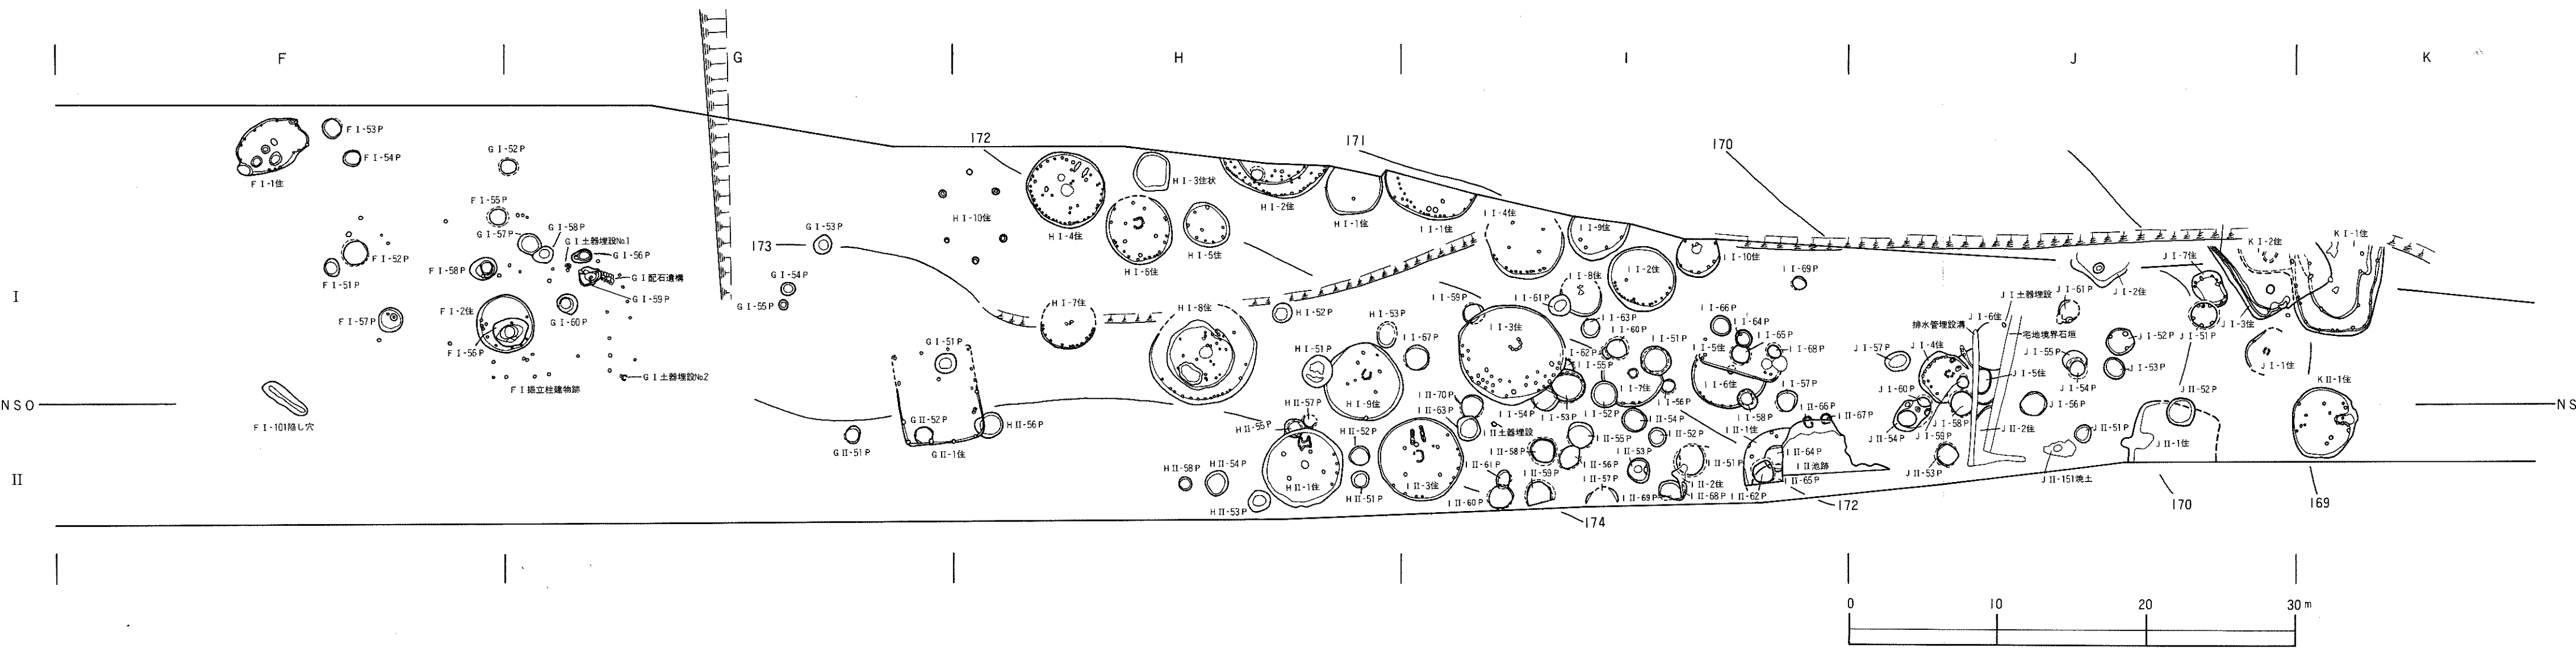 F
G
H
I
J
K
I
II
NSO
NS
F I-1住
F I-53P
F I-54P
G I-52P
F I-55P
G I-57P
G I-58P
G I 土器埋設No.1
G I-56P
G I 配石遺構
G I-59P
F I-52P
F I-51P
F I-58P
F I-57P
F I-2住
F I-56P
G I-60P
F I 掘立柱建物跡
G I 土器埋設No.2
F I-101陥し穴
173
G I-53P
G I-54P
G I-55P
G I-51P
G II-52P
G II-51P
G II-1住
H II-56P
172
H I-10住
H I-4住
H I-3住状
H I-6住
H I-5住
H I-2住
H I-1住
171
I I-1住
H I-7住
H I-8住
H I-52P
H I-53P
H I-51P
H I-9住
H II-57P
H II-55P
H II-52P
H II-58P
H II-54P
H II-53P
H II-1住
H II-51P
I I-4住
I I-9住
I I-10住
I I-2住
I I-8住
I I-61P
I I-59P
I I-3住
I I-67P
I I-63P
I I-60P
I I-62P
I I-55P
I I-51P
I I-7住
I I-54P
I I-53P
I I-52P
I I-56P
I I-66P
I I-64P
I I-65P
I I-68P
I I-5住
I I-6住
I I-57P
I I-58P
I I-69P
170
II-70P
I II-63P
I II 土器埋設
I II-3住
I II-58P
I II-59P
I II-61P
I II-60P
I II-55P
I II-56P
I II-57P
I II-54P
I II-52P
I II-53P
I II-51P
I II-2住
I II-69P
I II-68P
I II-1住
I II-66P
I II-67P
I II-64P
I II池跡
I II-65P
I II-62P
172
174
J I-57P
J I-4住
排水管埋設溝
J I-6住
J I 土器埋設
宅地境界石垣
J I-5住
J I-60P
J I-58P
J I-59P
J II-54P
J II-2住
J II-53P
J I-61P
J I-2住
J I-55P
J I-54P
J I-56P
J I-52P
J I-53P
J I-51P
J I-7住
J I-3住
J I-1住
J II-52P
J II-51P
J II-1住
J II-151焼土
K I-2住
K I-1住
K II-1住
170
169
0
10
20
30 m